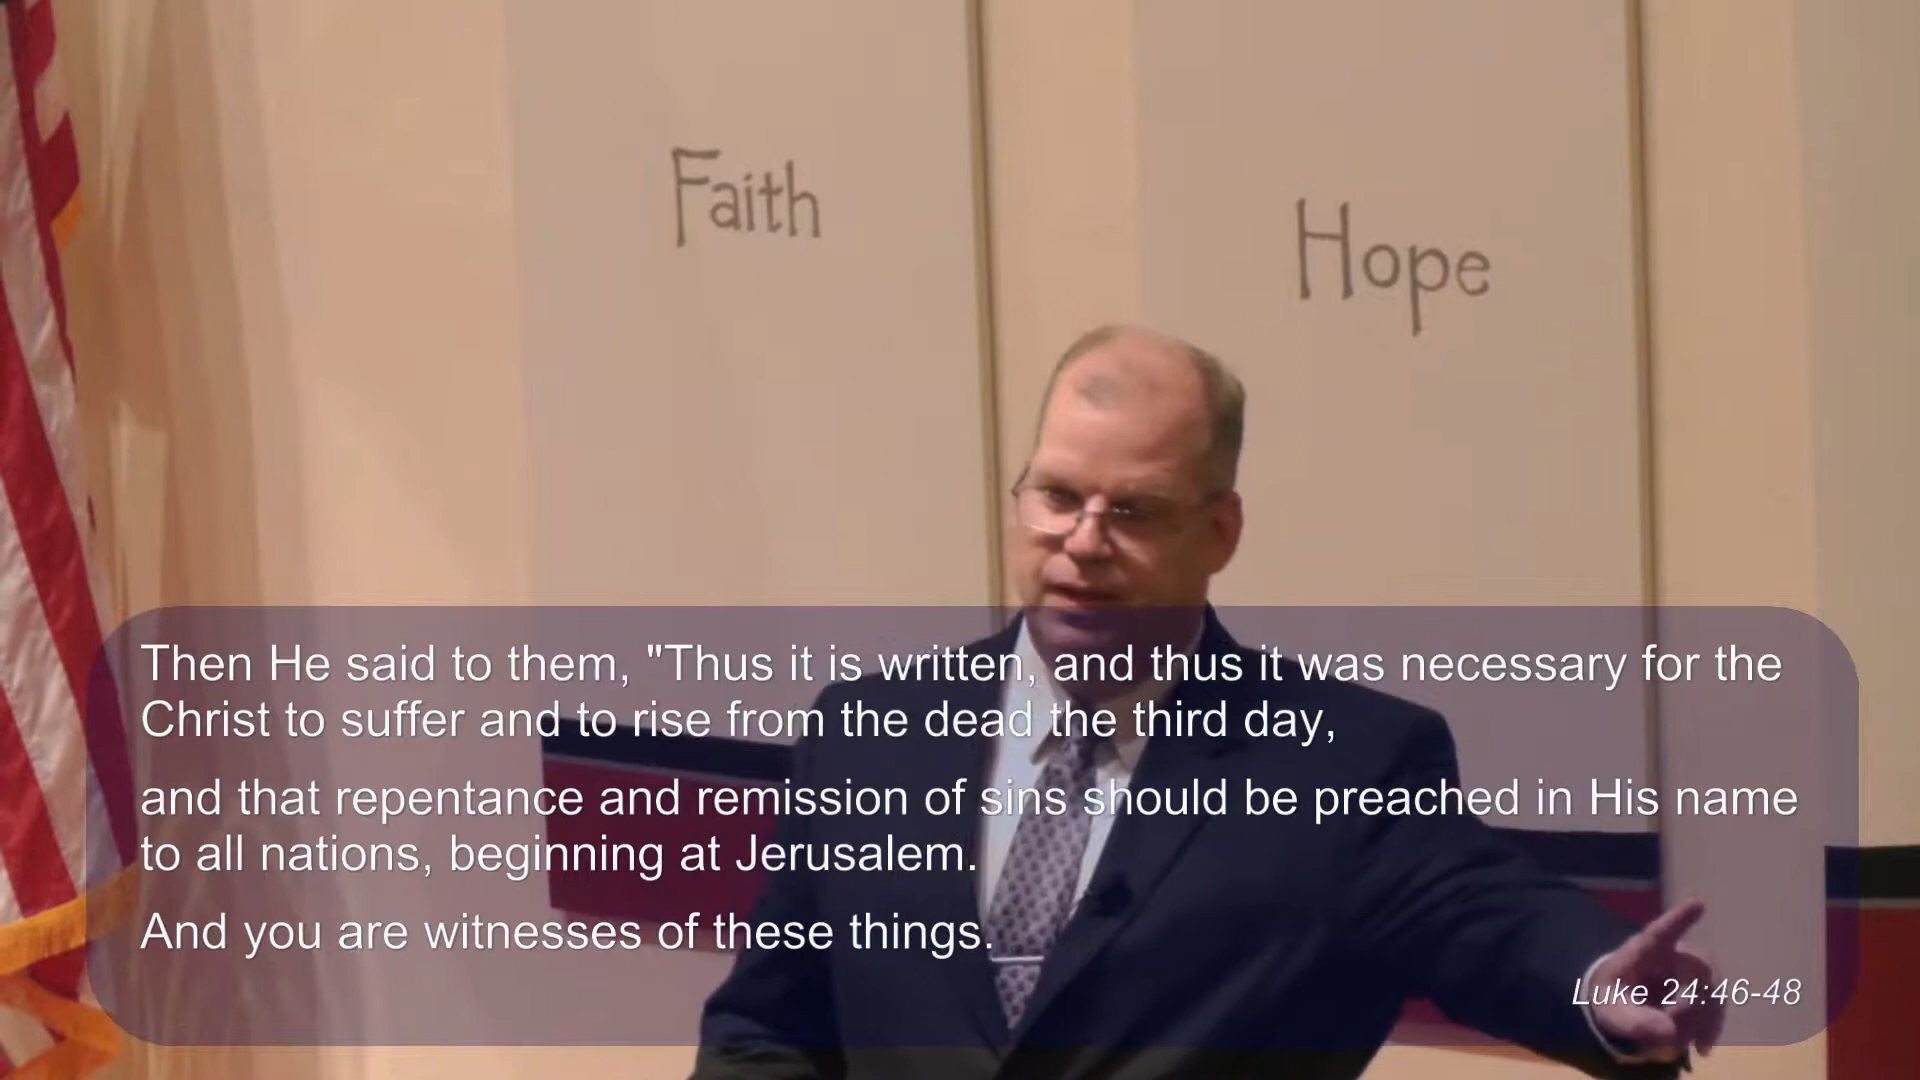 Faith
Hope
Then He said to them, "Thus it is written, and thus it was necessary for the
Christ to suffer and to rise from the dead the third day,
and that repentance and remission of sins should be preached in His name
to all nations, beginning at Jerusalem.
And you are witnesses of these things.
Luke 24:46-48